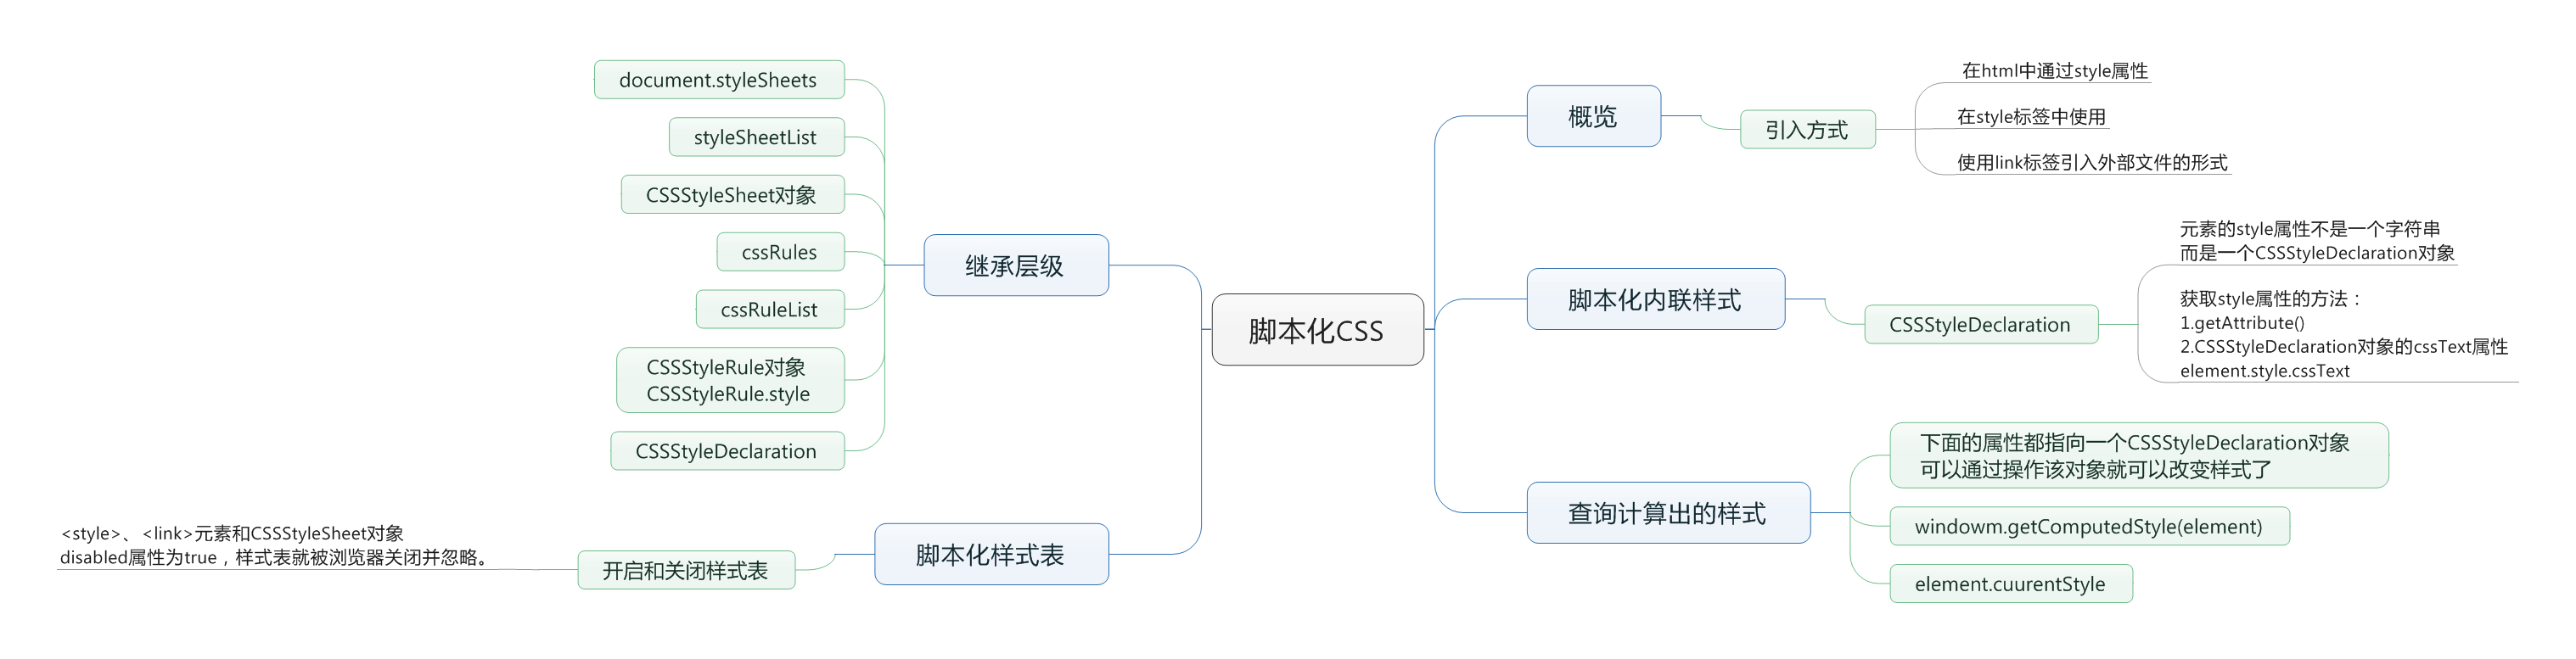 脚本化CSS
概览
引入方式
在html中通过style属性
在style标签中使用
使用link标签引入外部文件的形式
脚本化内联样式
CSSStyleDeclaration
元素的style属性不是一个字符串
而是一个CSSStyleDeclaration对象
获取style属性的方法：
1.getAttribute()
2.CSSStyleDeclaration对象的cssText属性
element.style.cssText
查询计算出的样式
下面的属性都指向一个CSSStyleDeclaration对象
可以通过操作该对象就可以改变样式了
windowm.getComputedStyle(element)
element.cuurentStyle
继承层级
document.styleSheets
styleSheetList
CSSStyleSheet对象
cssRules
cssRuleList
CSSStyleRule对象
CSSStyleRule.style
CSSStyleDeclaration
脚本化样式表
开启和关闭样式表
<style>、<link>元素和CSSStyleSheet对象
disabled属性为true，样式表就被浏览器关闭并忽略。